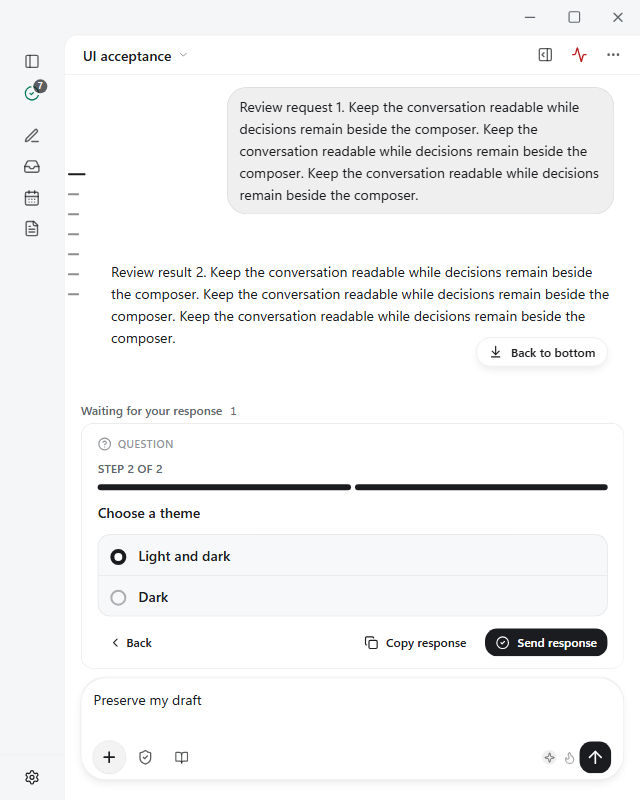 UI acceptance
7
Review request 1. Keep the conversation readable while
decisions remain beside the composer. Keep the
conversation readable while decisions remain beside the
composer. Keep the conversation readable while decisions
remain beside the composer.
Review result 2. Keep the conversation readable while decisions remain beside
the composer. Keep the conversation readable while decisions remain beside the
composer. Keep the conversation readable while decisions remain beside the
composer.
Back to bottom
Waiting for your response 1
QUESTION
STEP 2 OF 2
Choose a theme
Light and dark
Dark
Back
Copy response
Send response
Preserve my draft